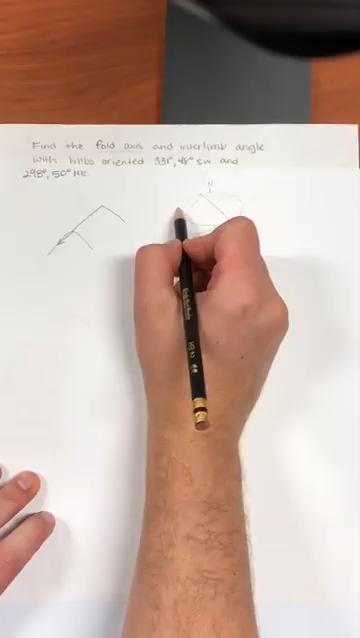 Find the fold axis and interlimb angle
with limbs oriented 331°, 48° SW and
298°, 50° NE.
N